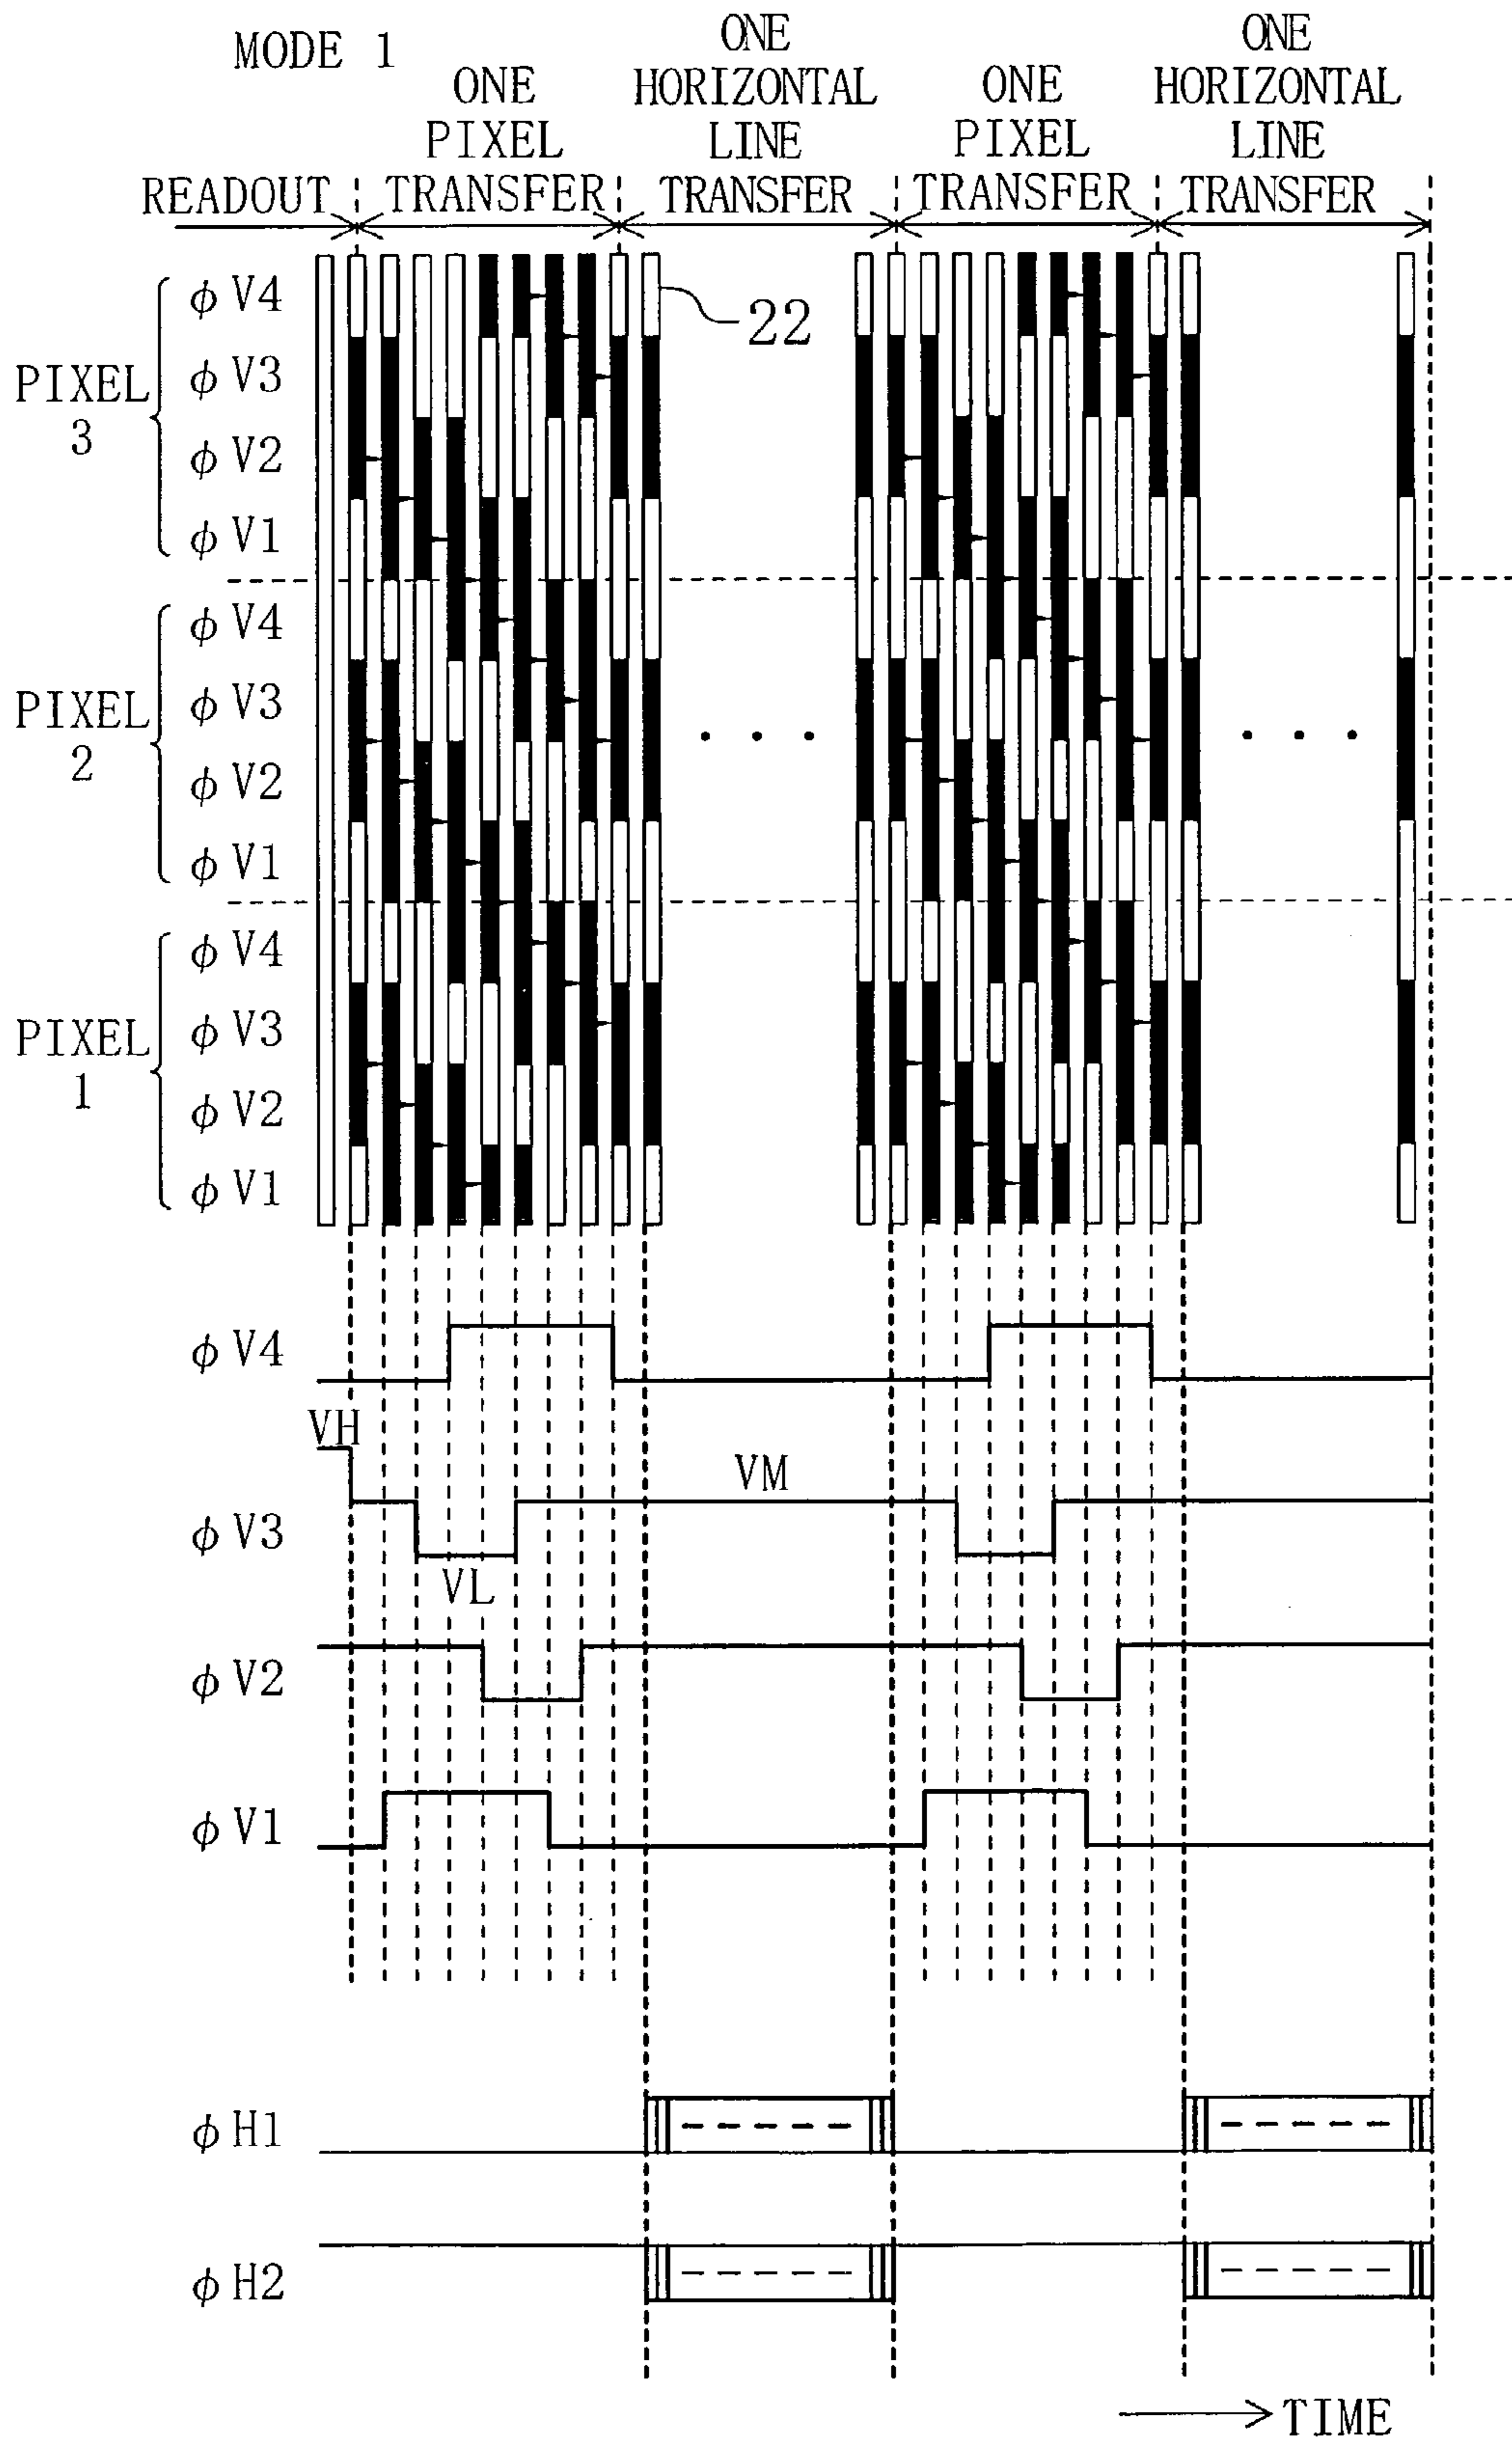 MODE 1
READOUT
ONE
PIXEL
TRANSFER
ONE
HORIZONTAL
LINE
TRANSFER
ONE
PIXEL
TRANSFER
ONE
HORIZONTAL
LINE
TRANSFER
PIXEL
3
φV4
φV3
φV2
φV1
22
PIXEL
2
φV4
φV3
φV2
φV1
. . .
. . .
PIXEL
1
φV4
φV3
φV2
φV1
φV4
VH
VM
φV3
VL
φV2
φV1
φH1
φH2
TIME